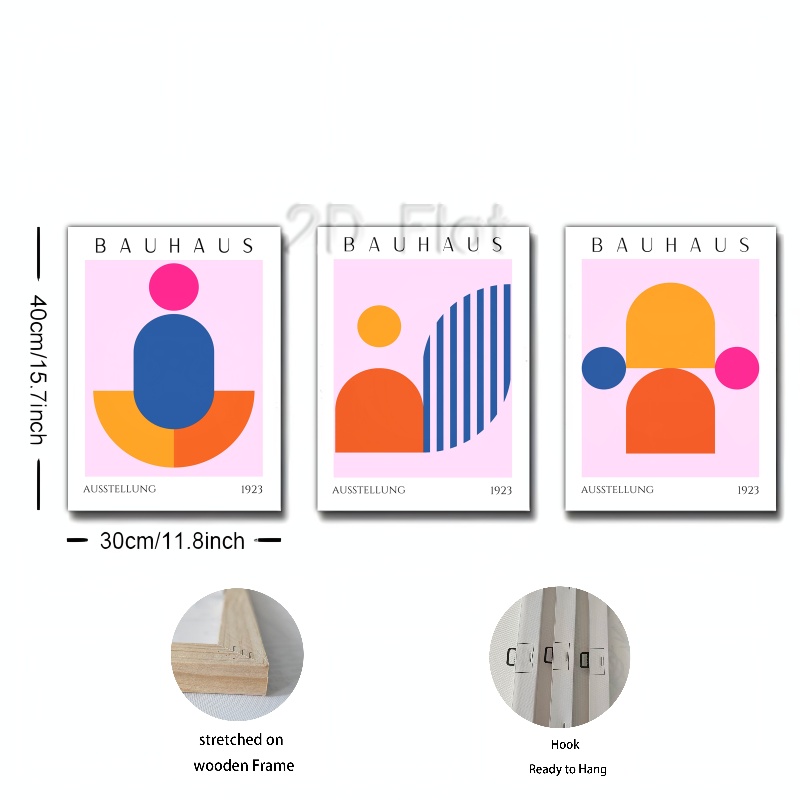 2D Flat
BAUHAUS
BAUHAUS
BAUHAUS
40cm/15.7inch
AUSSTELLUNG 1923
AUSSTELLUNG 1923
AUSSTELLUNG 1923
30cm/11.8inch
stretched on
wooden Frame
Hook
Ready to Hang